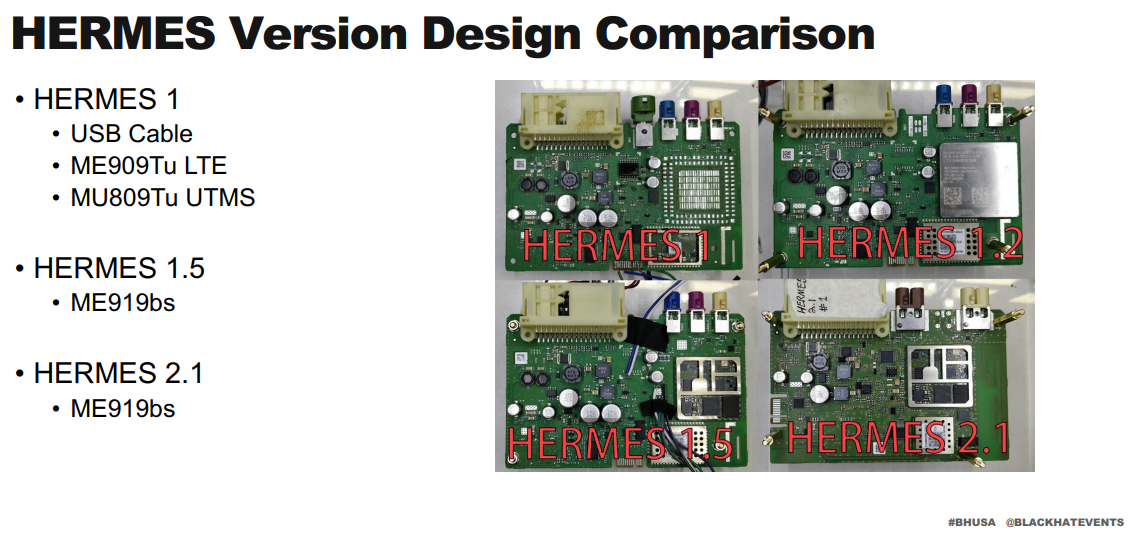 HERMES Version Design Comparison
• HERMES 1
• USB Cable
• ME909Tu LTE
• MU809Tu UTMS
• HERMES 1.5
• ME919bs
• HERMES 2.1
• ME919bs
HERMES 1
HERMES 1.2
HERMES
2.1
#1
HERMES 1.5
HERMES 2.1
#BHUSA @BLACKHATEVENTS